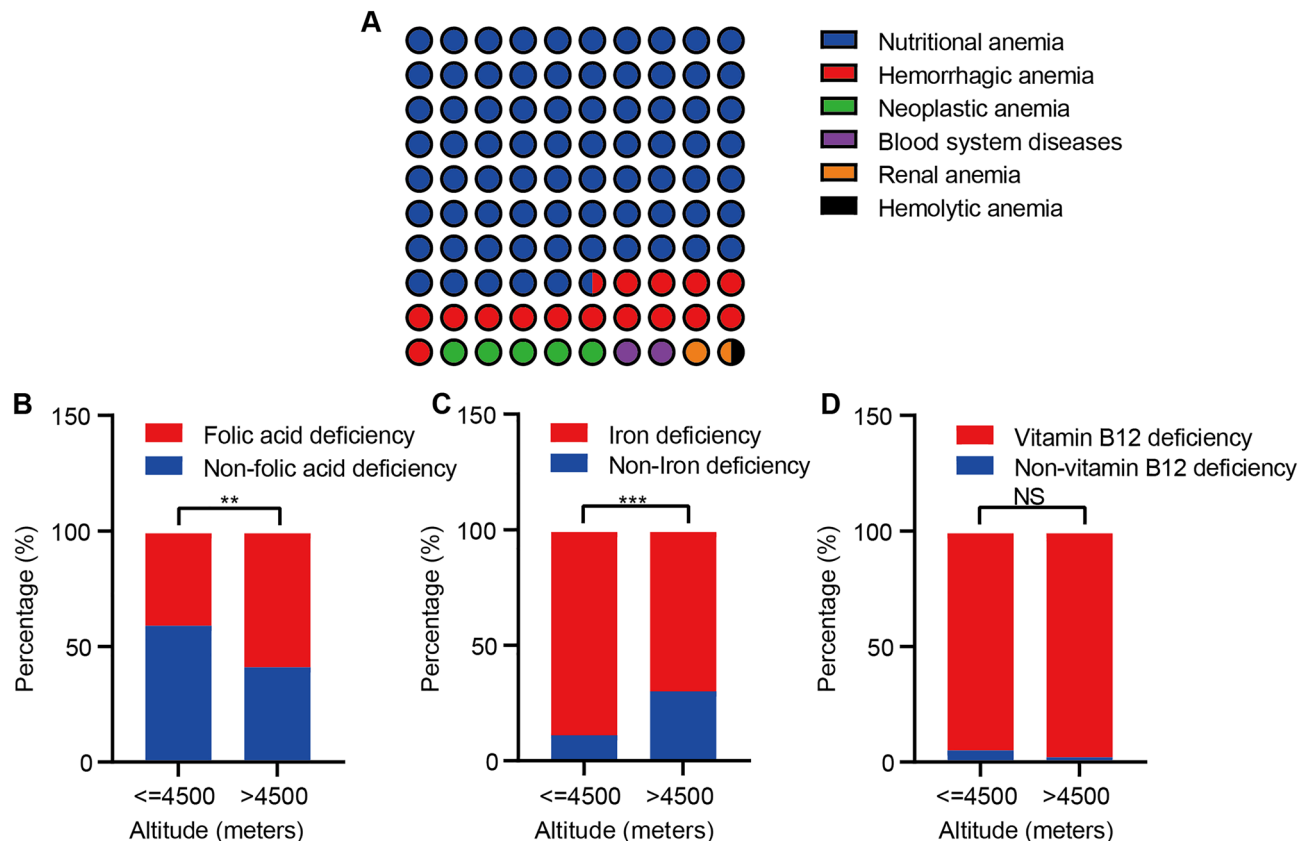 A
Nutritional anemia
Hemorrhagic anemia
Neoplastic anemia
Blood system diseases
Renal anemia
Hemolytic anemia
B
150
100
50
0
Percentage (%)
Folic acid deficiency
Non-folic acid deficiency
**
<=4500 >4500
Altitude (meters)
C
150
100
50
0
Percentage (%)
Iron deficiency
Non-Iron deficiency
***
<=4500 >4500
Altitude (meters)
D
150
100
50
0
Percentage (%)
Vitamin B12 deficiency
Non-vitamin B12 deficiency
NS
<=4500 >4500
Altitude (meters)